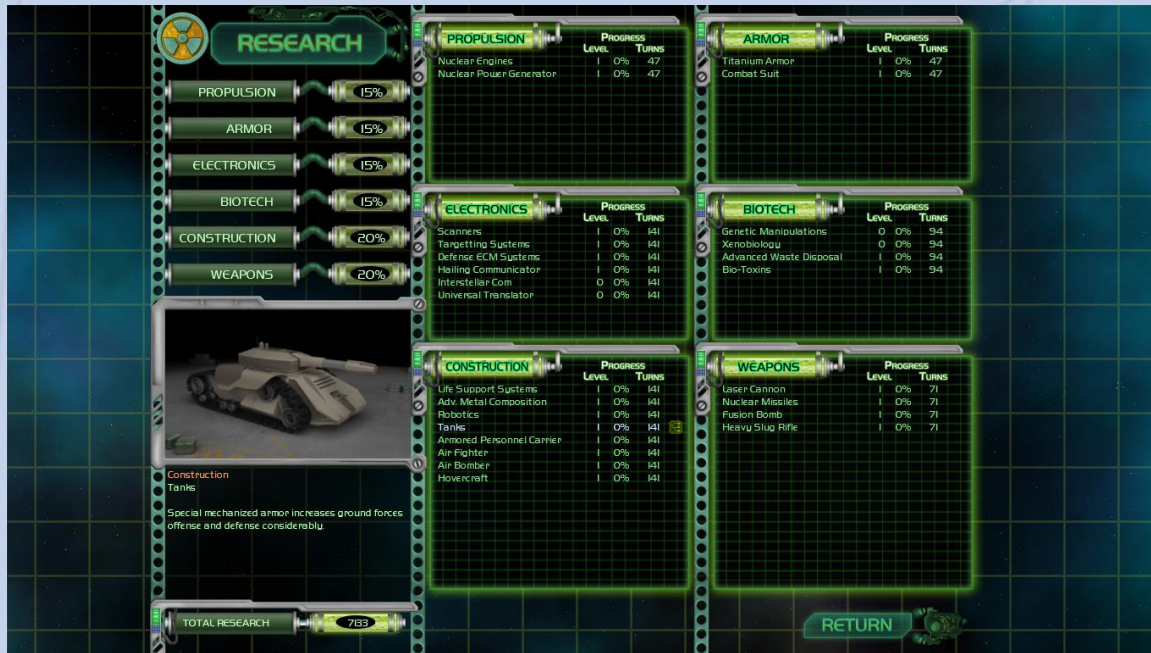 RESEARCH
PROPULSION 15%
ARMOR 15%
ELECTRONICS 15%
BIOTECH 15%
CONSTRUCTION 20%
WEAPONS 20%
Construction
Tanks
Special mechanized armor increases ground forces
offense and defense considerably.
TOTAL RESEARCH 7133
PROPULSION PROGRESS
LEVEL TURNS
Nuclear Engines 1 0% 47
Nuclear Power Generator 1 0% 47
ARMOR PROGRESS
LEVEL TURNS
Titanium Armor 1 0% 47
Combat Suit 1 0% 47
ELECTRONICS PROGRESS
LEVEL TURNS
Scanners 1 0% 141
Targetting Systems 1 0% 141
Defense ECM Systems 1 0% 141
Hailing Communicator 1 0% 141
Interstellar Com 0 0% 141
Universal Translator 0 0% 141
BIOTECH PROGRESS
LEVEL TURNS
Genetic Manipulations 0 0% 94
Xenobiology 0 0% 94
Advanced Waste Disposal 1 0% 94
Bio-Toxins 1 0% 94
CONSTRUCTION PROGRESS
LEVEL TURNS
Life Support Systems 1 0% 141
Adv. Metal Composition 1 0% 141
Robotics 1 0% 141
Tanks 1 0% 141
Armored Personnel Carrier 1 0% 141
Air Fighter 1 0% 141
Air Bomber 1 0% 141
Hovercraft 1 0% 141
WEAPONS PROGRESS
LEVEL TURNS
Laser Cannon 1 0% 71
Nuclear Missiles 1 0% 71
Fusion Bomb 1 0% 71
Heavy Slug Rifle 1 0% 71
RETURN